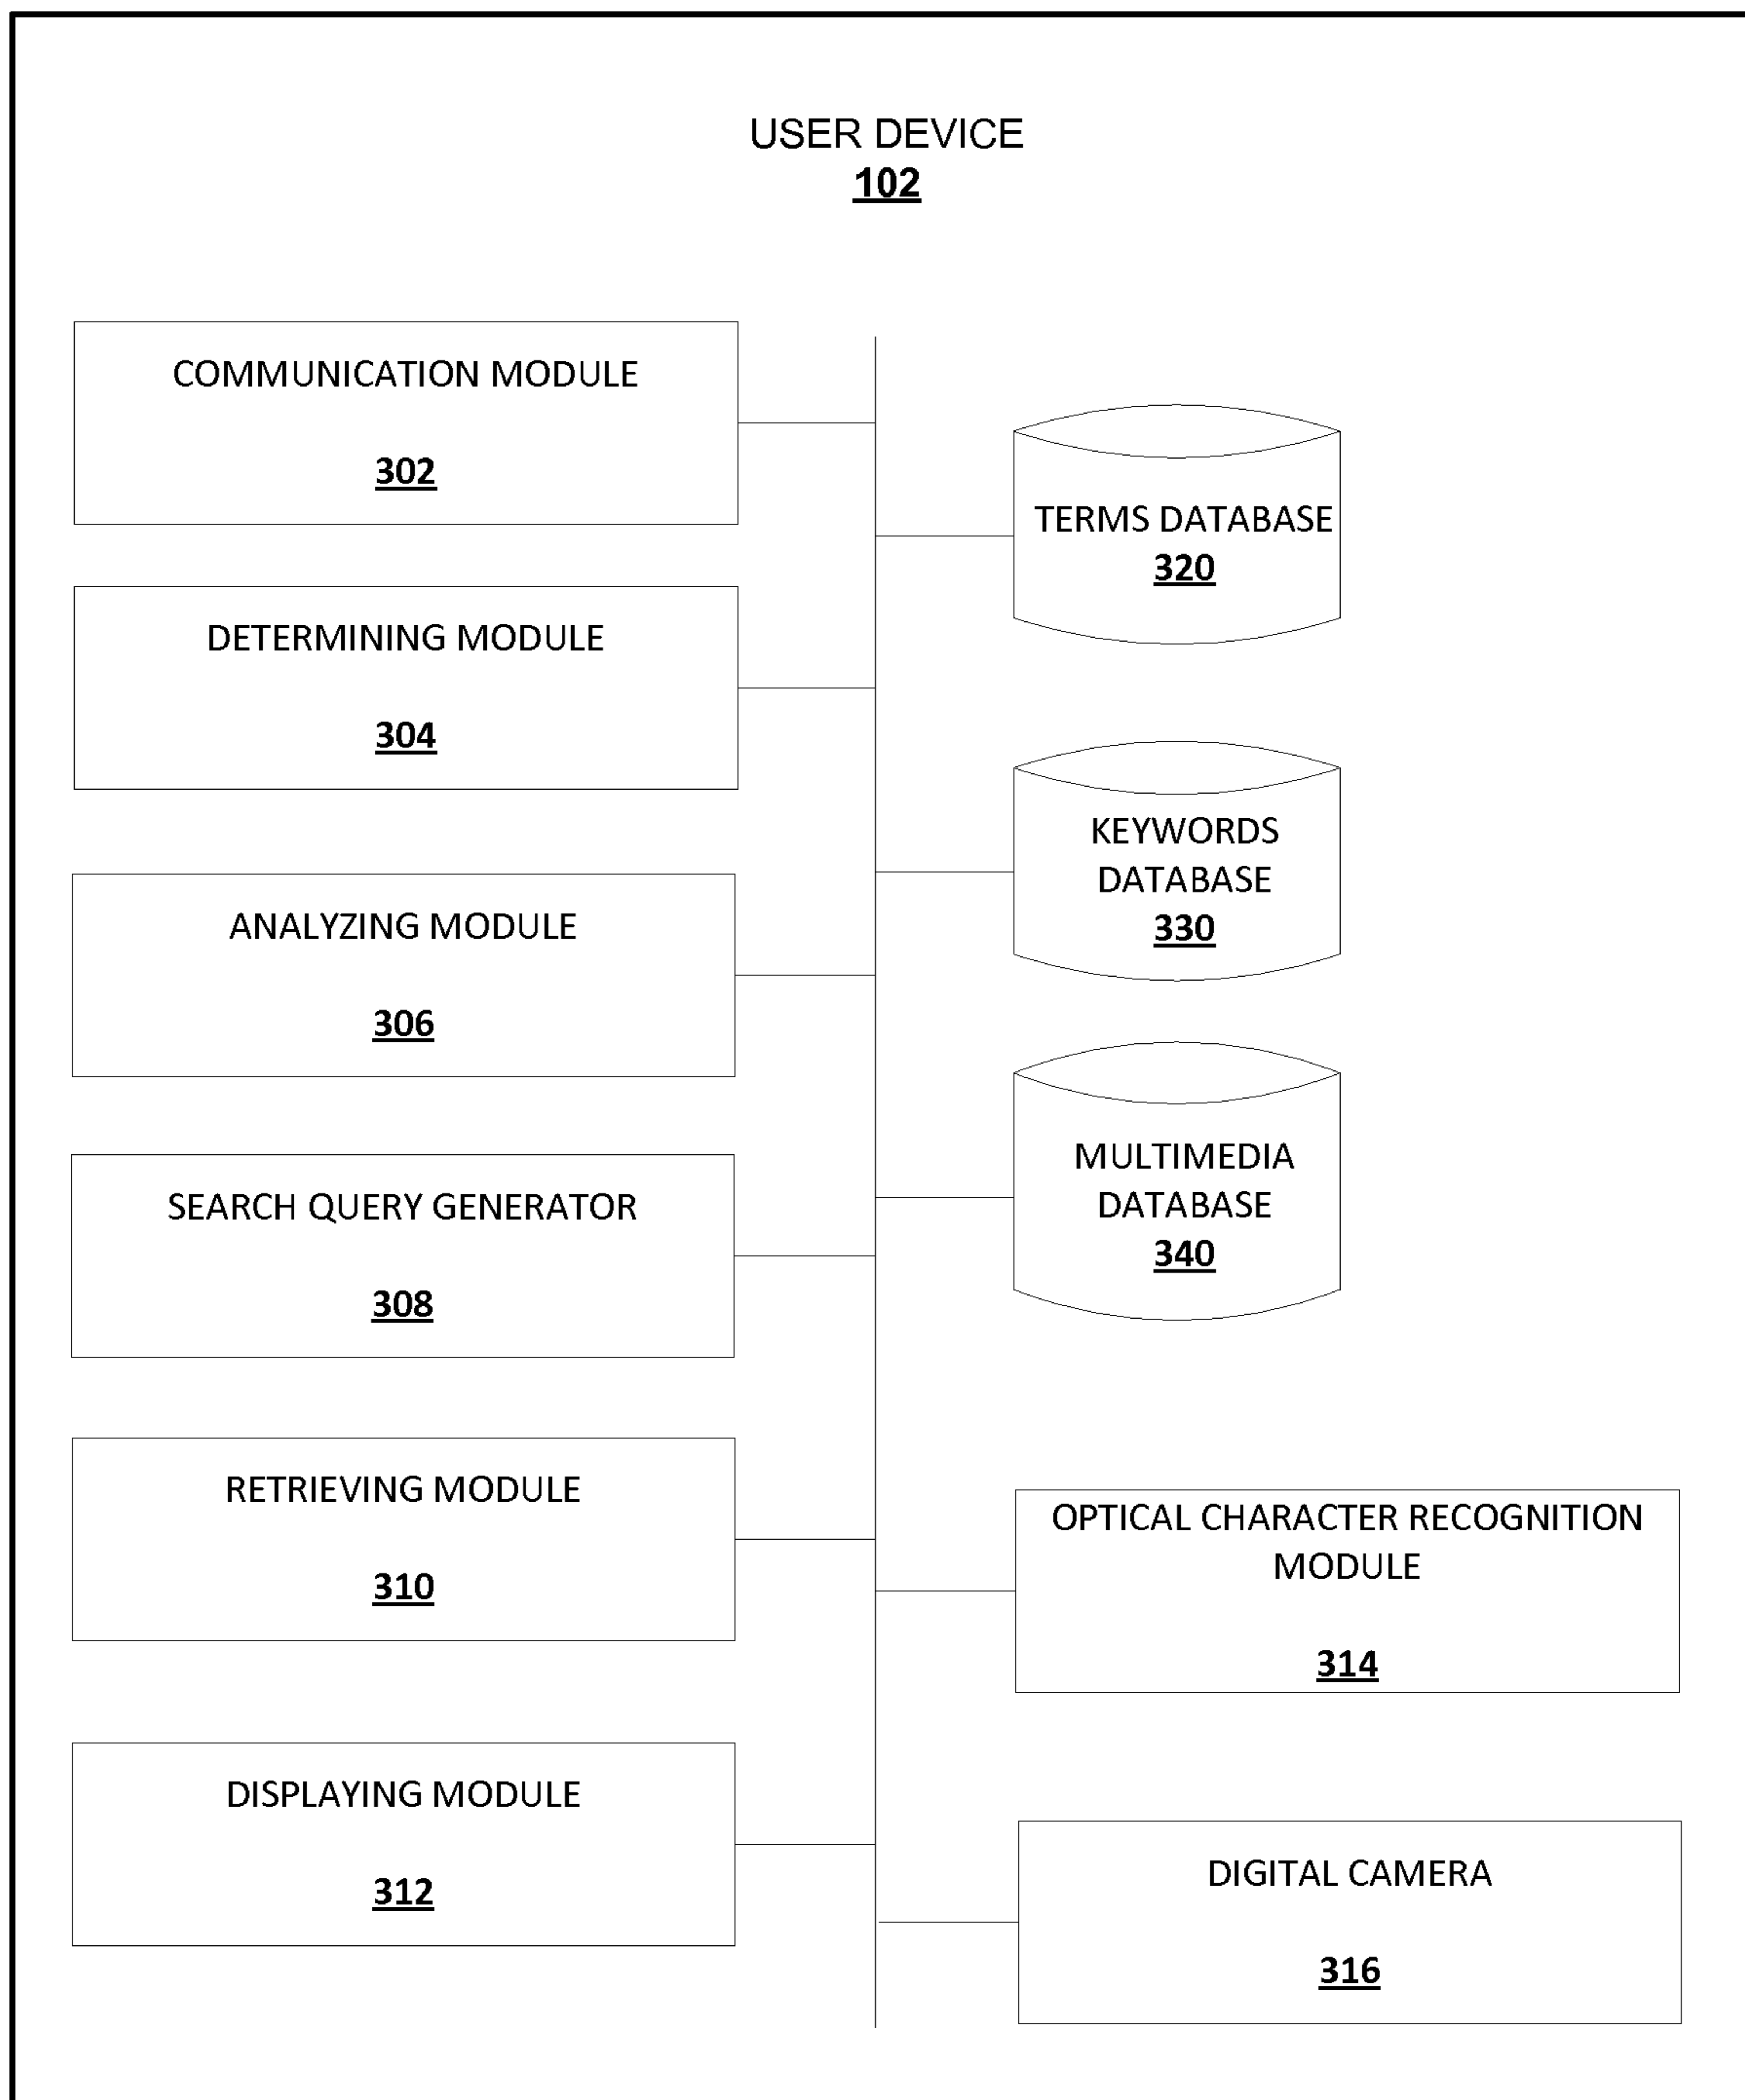 USER DEVICE
102
COMMUNICATION MODULE
302
DETERMINING MODULE
304
ANALYZING MODULE
306
SEARCH QUERY GENERATOR
308
RETRIEVING MODULE
310
DISPLAYING MODULE
312
TERMS DATABASE
320
KEYWORDS
DATABASE
330
MULTIMEDIA
DATABASE
340
OPTICAL CHARACTER RECOGNITION
MODULE
314
DIGITAL CAMERA
316